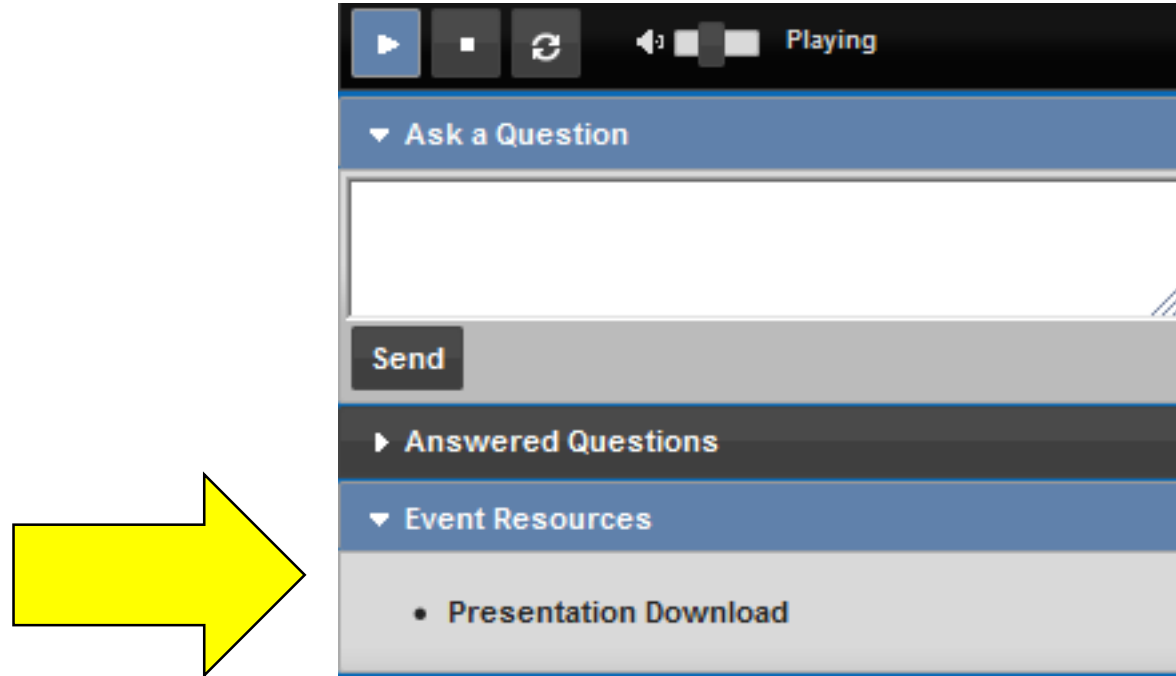 Playing
Ask a Question
Send
Answered Questions
Event Resources
• Presentation Download